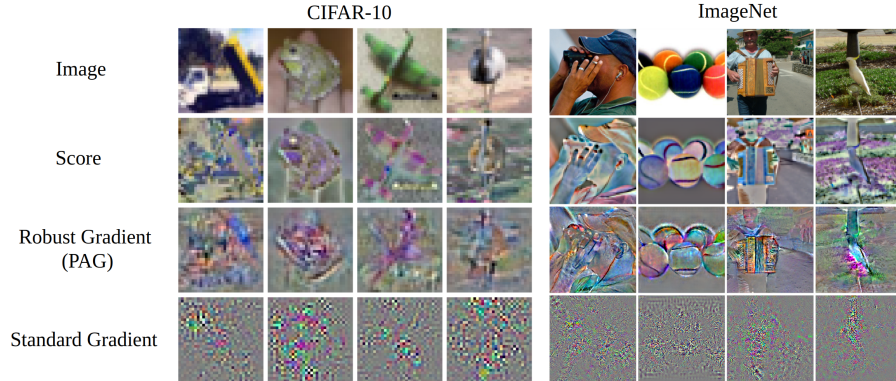 CIFAR-10
ImageNet
Image
Score
Robust Gradient
(PAG)
Standard Gradient